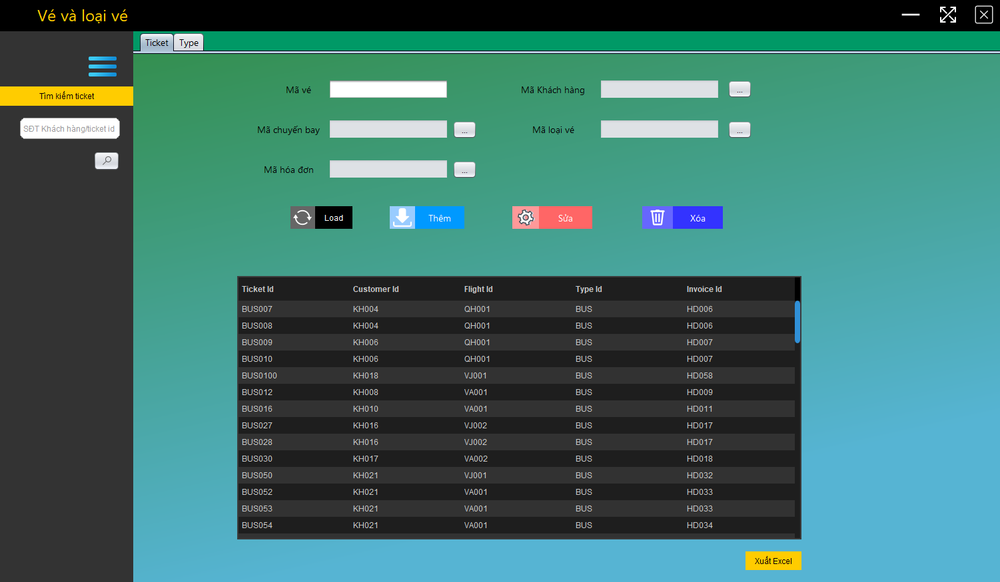 Vé và loại vé
Ticket Type
Tìm kiếm ticket
SĐT Khách hàng/ticket id
Mã vé
Mã Khách hàng ...
Mã chuyến bay ...
Mã loại vé ...
Mã hóa đơn ...
Load Thêm Sửa Xóa
Ticket Id Customer Id Flight Id Type Id Invoice Id
BUS007 KH004 QH001 BUS HD006
BUS008 KH004 QH001 BUS HD006
BUS009 KH006 QH001 BUS HD007
BUS010 KH006 QH001 BUS HD007
BUS0100 KH018 VJ001 BUS HD058
BUS012 KH008 VA001 BUS HD009
BUS016 KH010 VA001 BUS HD011
BUS027 KH016 VJ002 BUS HD017
BUS028 KH016 VJ002 BUS HD017
BUS030 KH017 VA002 BUS HD018
BUS050 KH021 VJ001 BUS HD032
BUS052 KH021 VA001 BUS HD033
BUS053 KH021 VA001 BUS HD033
BUS054 KH021 VA001 BUS HD034
Xuất Excel